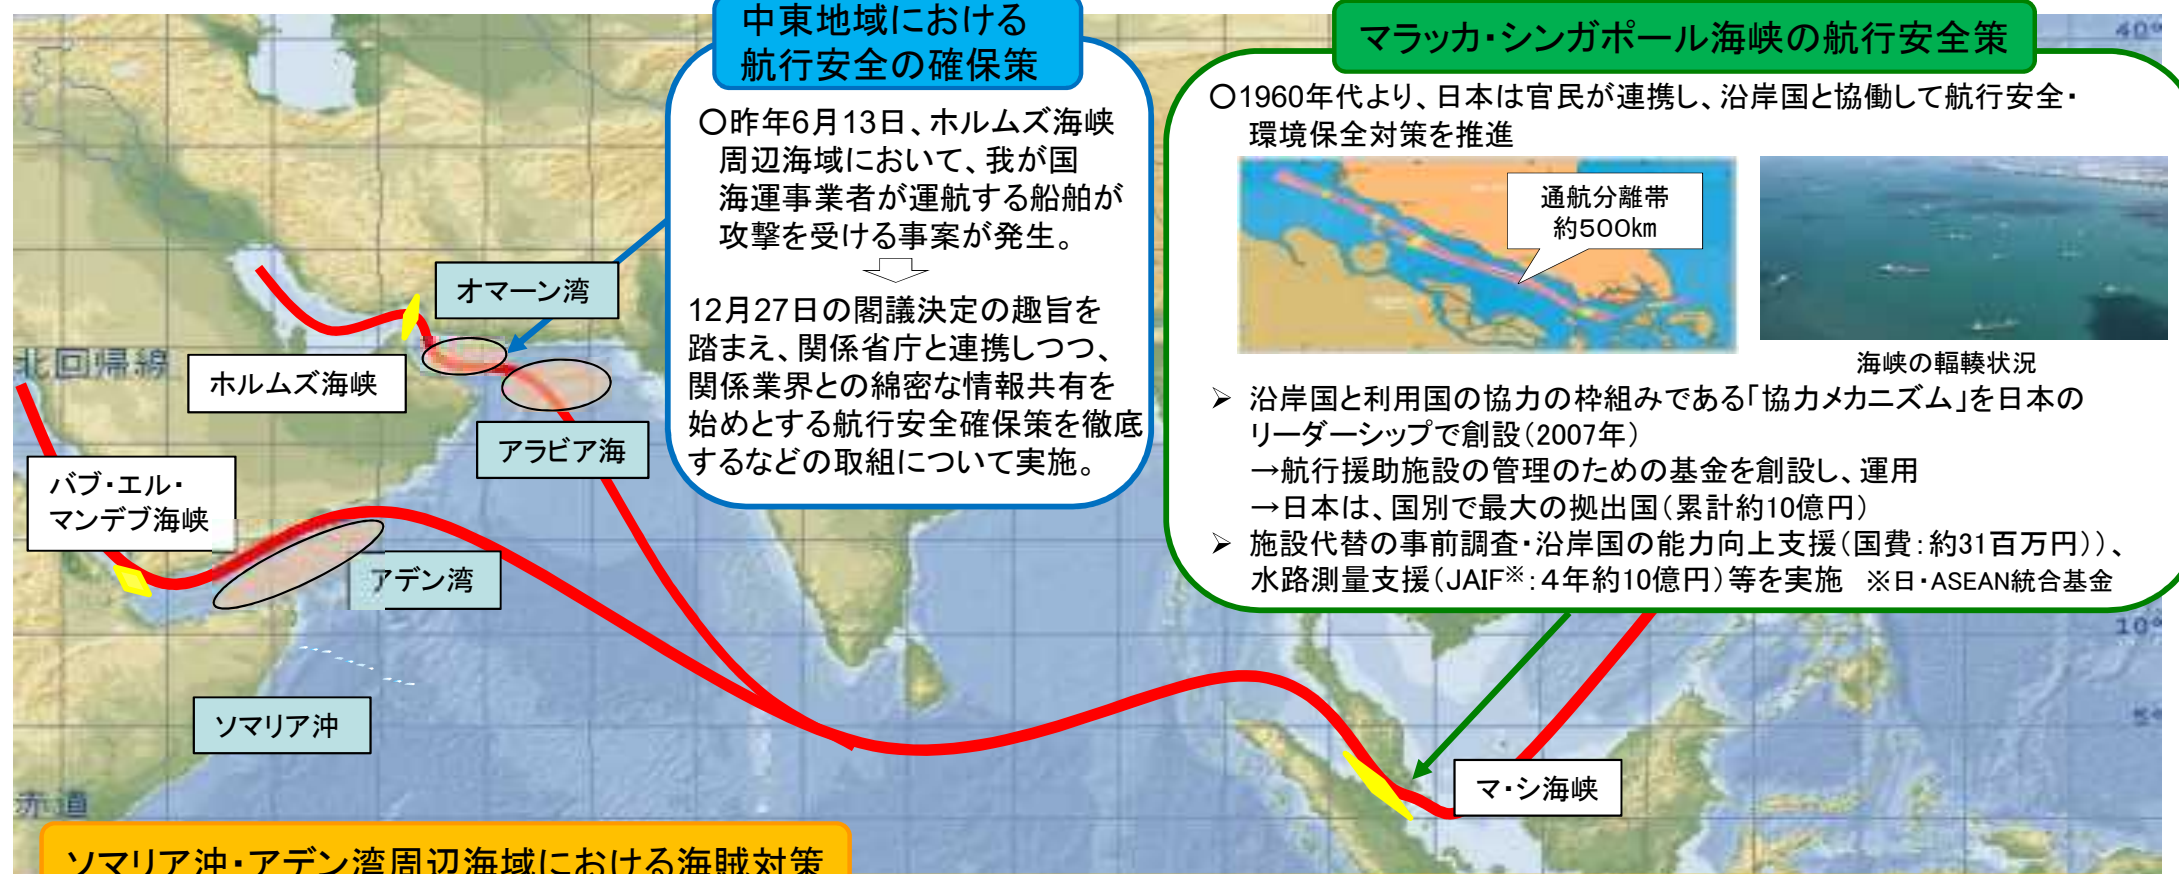 中東地域における
航行安全の確保策
〇昨年6月13日、ホルムズ海峡
周辺海域において、我が国
海運事業者が運航する船舶が
攻撃を受ける事案が発生。
12月27日の閣議決定の趣旨を
踏まえ、関係省庁と連携しつつ、
関係業界との綿密な情報共有を
始めとする航行安全確保策を徹底
するなどの取組について実施。
マラッカ・シンガポール海峡の航行安全策
〇1960年代より、日本は官民が連携し、沿岸国と協働して航行安全・
環境保全対策を推進
通航分離帯
約500㎞
海峡の輻輳状況
➢ 沿岸国と利用国の協力の枠組みである「協力メカニズム」を日本の
リーダーシップで創設（2007年）
→航行援助施設の管理のための基金を創設し、運用
→日本は、国別で最大の拠出国（累計約10億円）
➢ 施設代替の事前調査・沿岸国の能力向上支援（国費：約31百万円））、
水路測量支援（JAIF※：４年約10億円）等を実施　※日・ASEAN統合基金
40°
オマーン湾
北回帰線
ホルムズ海峡
アラビア海
バブ・エル・
マンデブ海峡
アデン湾
10°
ソマリア沖
5°
マ・シ海峡
赤道
ソマリア沖・アデン湾周辺海域における海賊対策